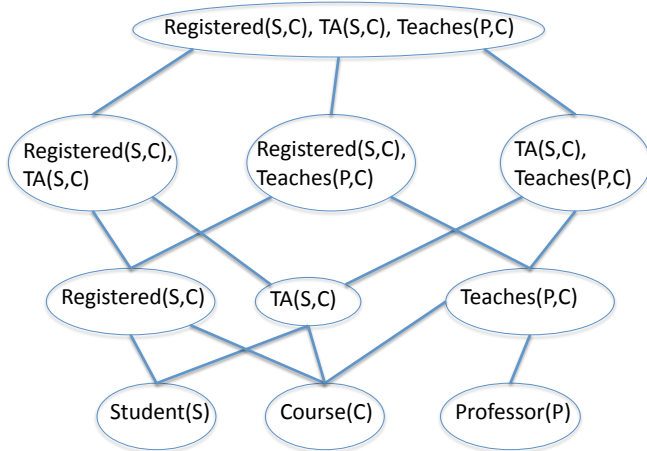 Registered(S,C), TA(S,C), Teaches(P,C)
Registered(S,C),
TA(S,C)
Registered(S,C),
Teaches(P,C)
TA(S,C),
Teaches(P,C)
Registered(S,C)
TA(S,C)
Teaches(P,C)
Student(S)
Course(C)
Professor(P)